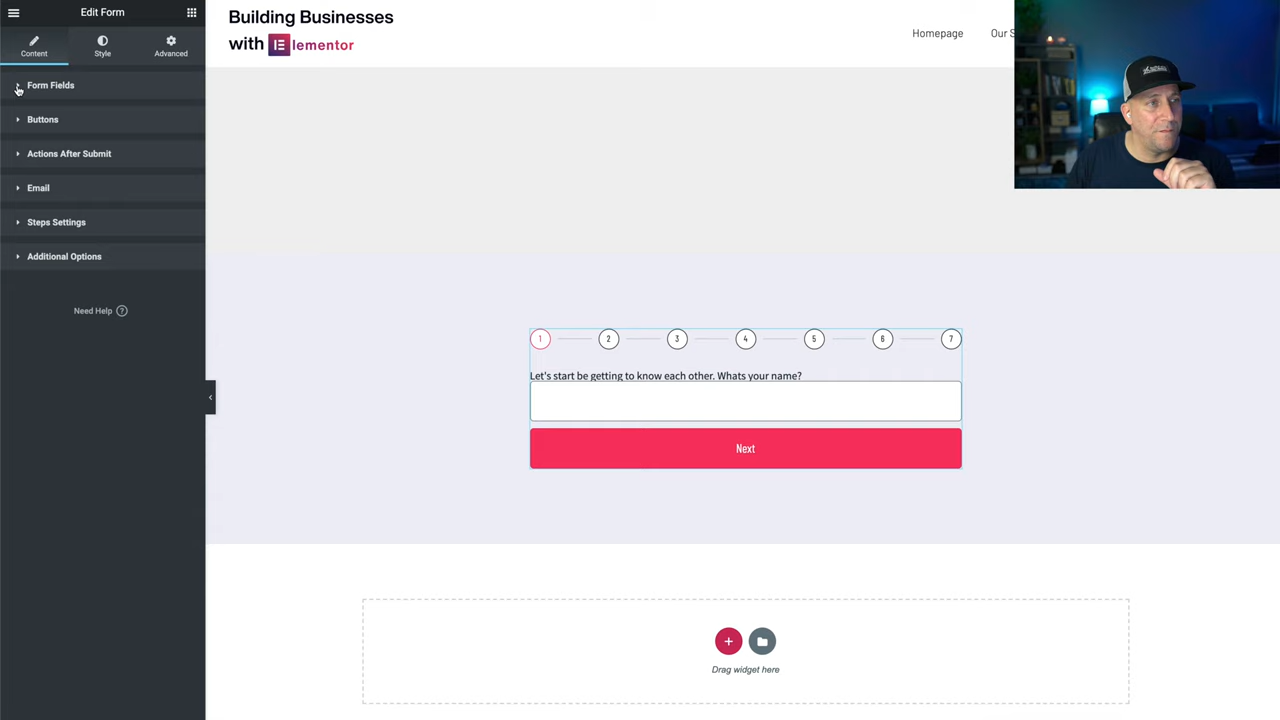 Edit Form
Content
Style
Advanced
Form Fields
Buttons
Actions After Submit
Email
Steps Settings
Additional Options
Need Help ?
Building Businesses
with Elementor
Homepage
Our S
1 2 3 4 5 6 7
Let's start be getting to know each other. Whats your name?
Next
Drag widget here